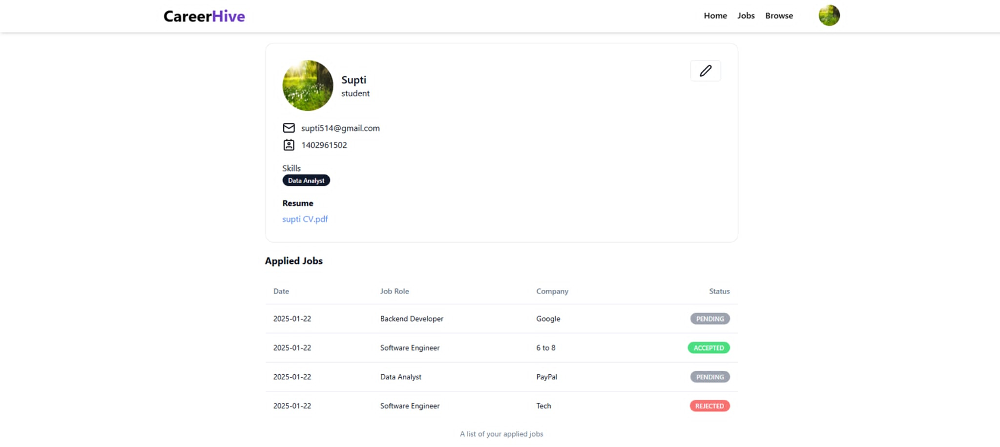 CareerHive Home Jobs Browse
Supti
student
supti514@gmail.com
1402961502
Skills
Data Analyst
Resume
supti CV.pdf
Applied Jobs
Date Job Role Company Status
2025-01-22 Backend Developer Google PENDING
2025-01-22 Software Engineer 6 to 8 ACCEPTED
2025-01-22 Data Analyst PayPal PENDING
2025-01-22 Software Engineer Tech REJECTED
A list of your applied jobs